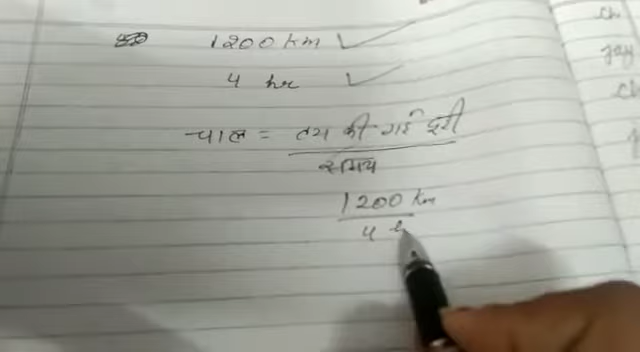 1200 km
4 hr
चाल = तय की गई दूरी
समय
1200 km
4 h